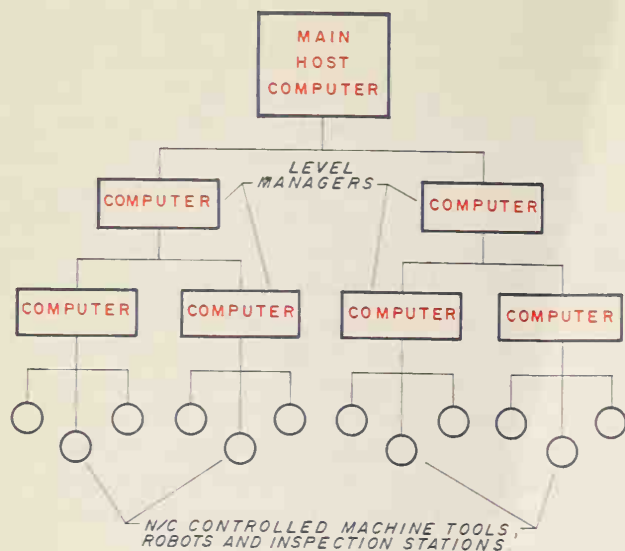 MAIN
HOST
COMPUTER
LEVEL
MANAGERS
COMPUTER
COMPUTER
COMPUTER
COMPUTER
COMPUTER
COMPUTER
N/C CONTROLLED MACHINE TOOLS,
ROBOTS AND INSPECTION STATIONS.